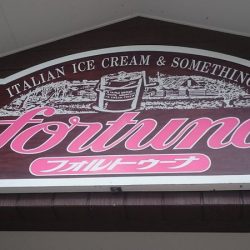 ITALIAN ICE CREAM & SOMETHING
fortuna
フォルトゥーナ